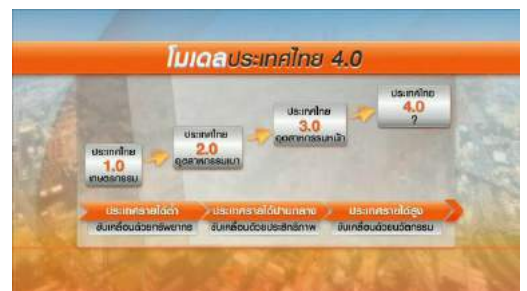 โมเดลประเทศไทย 4.0
ประเทศไทย
1.0
เกษตรกรรม
ประเทศไทย
2.0
อุตสาหกรรมเบา
ประเทศไทย
3.0
อุตสาหกรรมหนัก
ประเทศไทย
4.0
?
ประเทศรายได้ต่ำ
ประเทศรายได้ปานกลาง
ประเทศรายได้สูง
ขับเคลื่อนด้วยทรัพยากร
ขับเคลื่อนด้วยประสิทธิภาพ
ขับเคลื่อนด้วยนวัตกรรม